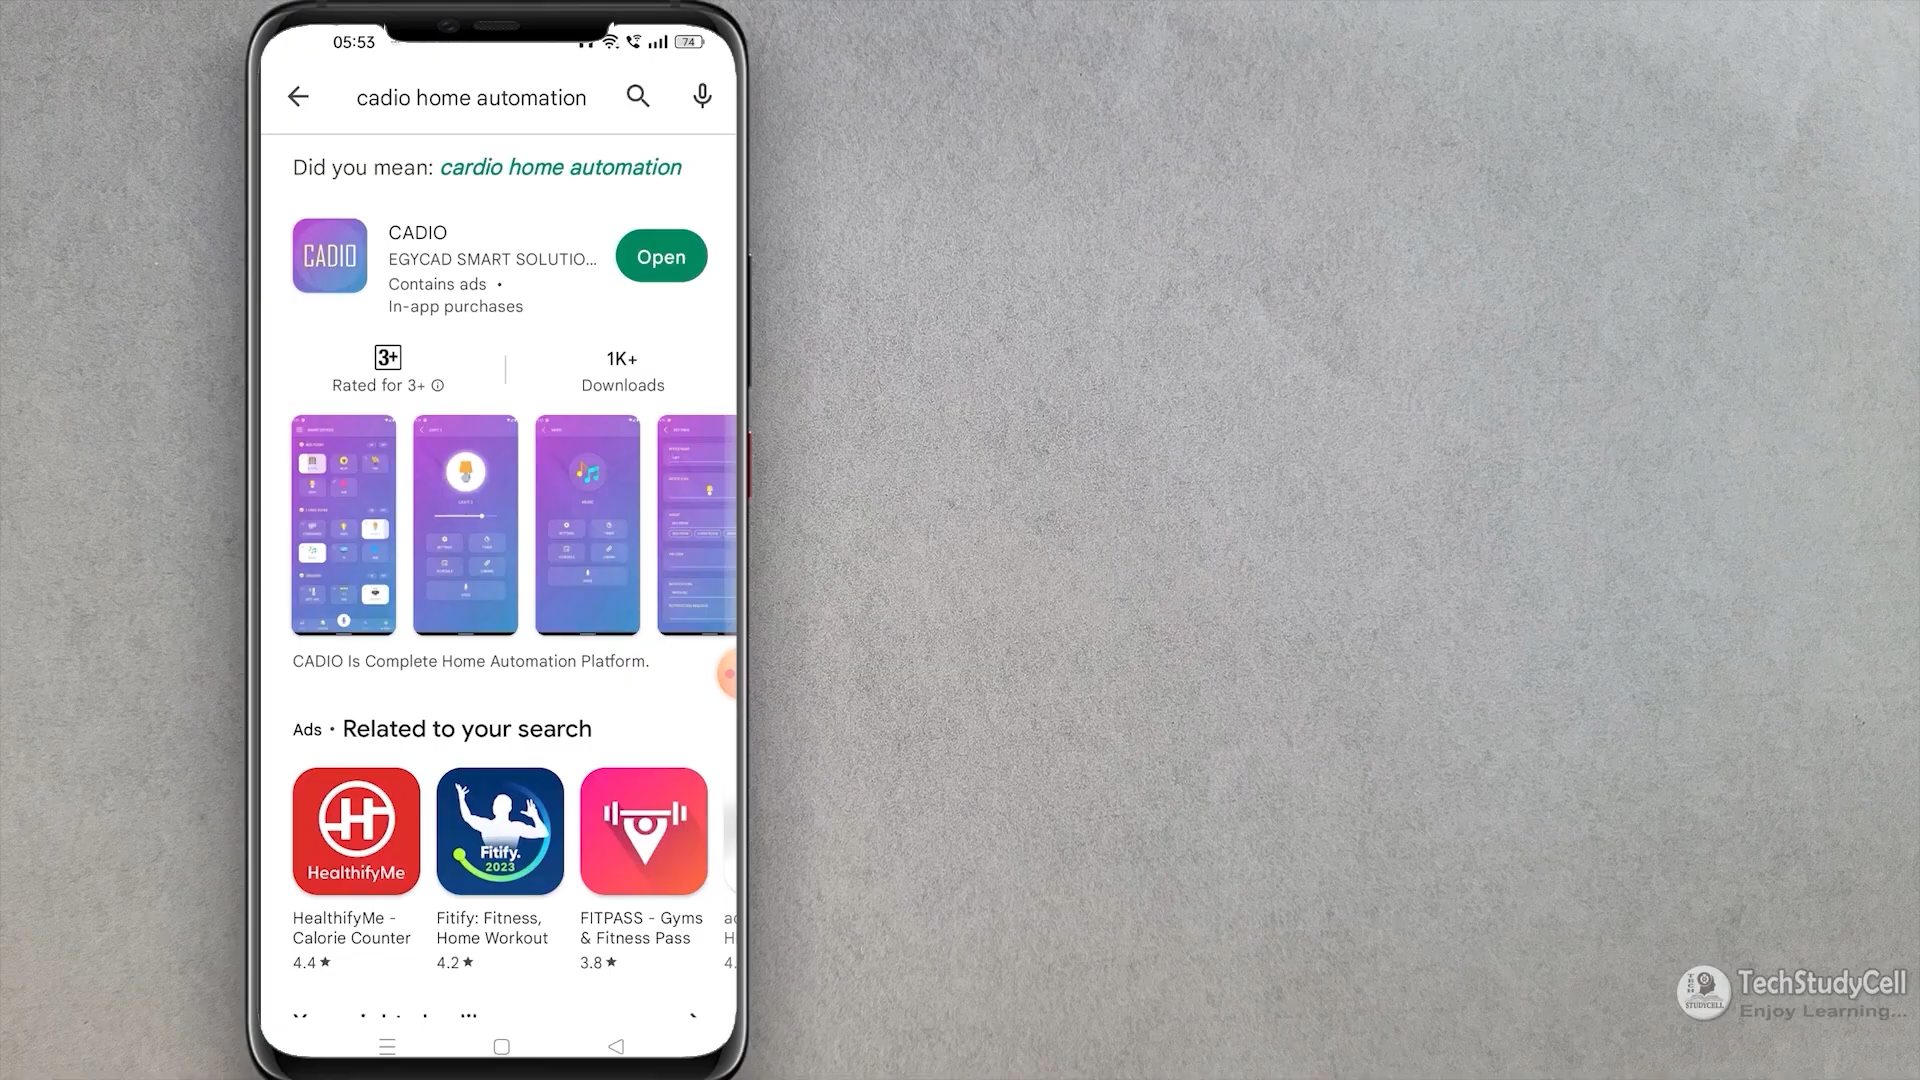 05:53
74
cadio home automation
Did you mean: cardio home automation
CADIO
CADIO
EGYCAD SMART SOLUTIO...
Contains ads •
In-app purchases
Open
3+
Rated for 3+
1K+
Downloads
CADIO Is Complete Home Automation Platform.
Ads • Related to your search
HealthifyMe
Fitify.
2023
HealthifyMe -
Calorie Counter
4.4★
Fitify: Fitness,
Home Workout
4.2★
FITPASS - Gyms
& Fitness Pass
3.8★
4.
TechStudyCell
Enjoy Learning...
STUDYCELL